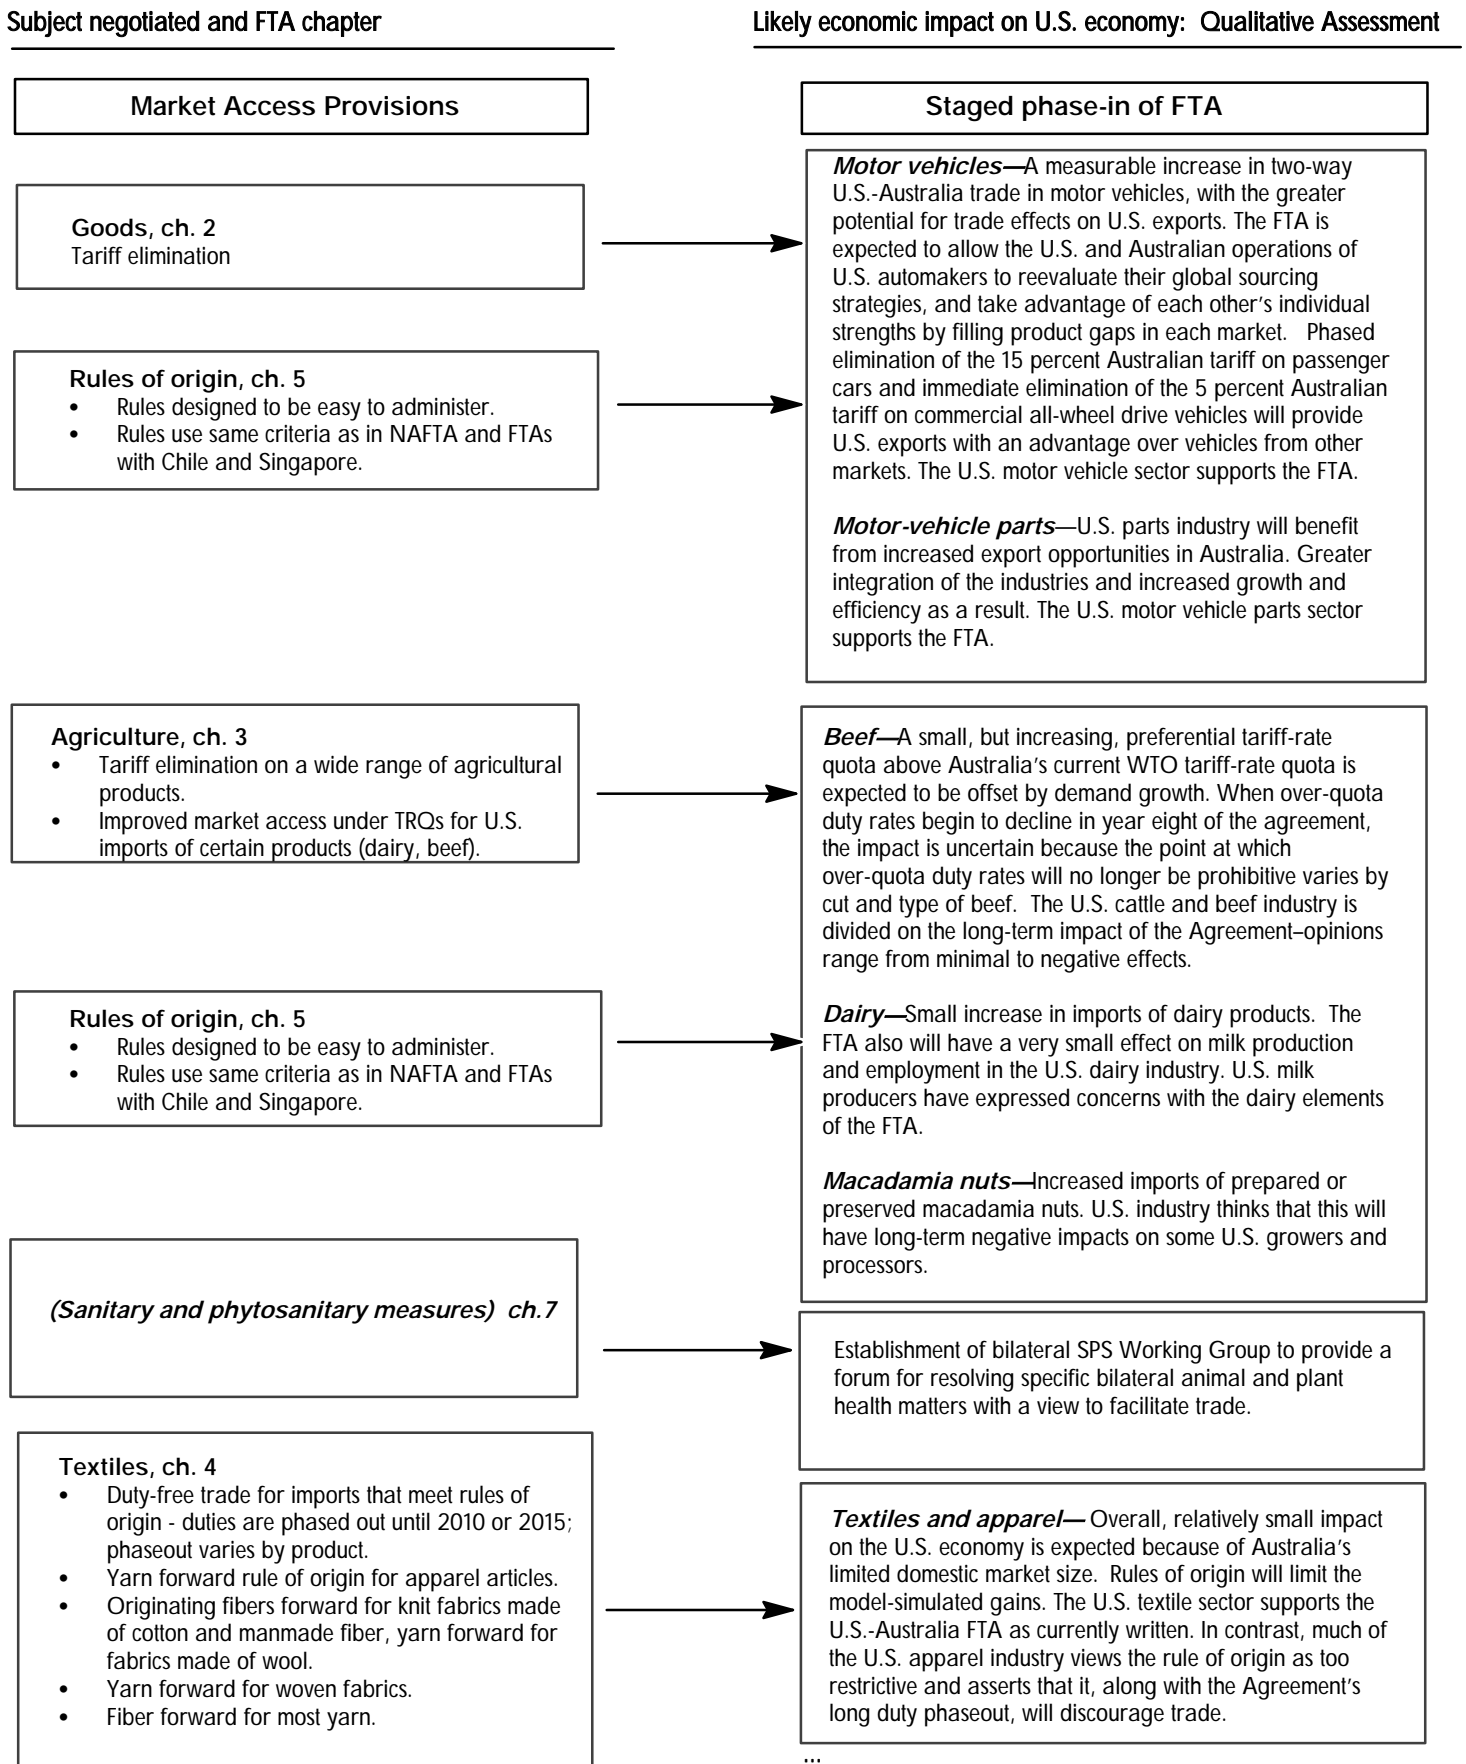 Subject negotiated and FTA chapter
Likely economic impact on U.S. economy: Qualitative Assessment
Market Access Provisions
Staged phase-in of FTA
Goods, ch. 2
Tariff elimination
Rules of origin, ch. 5
• Rules designed to be easy to administer.
• Rules use same criteria as in NAFTA and FTAs
with Chile and Singapore.
Motor vehicles—A measurable increase in two-way
U.S.-Australia trade in motor vehicles, with the greater
potential for trade effects on U.S. exports. The FTA is
expected to allow the U.S. and Australian operations of
U.S. automakers to reevaluate their global sourcing
strategies, and take advantage of each other's individual
strengths by filling product gaps in each market. Phased
elimination of the 15 percent Australian tariff on passenger
cars and immediate elimination of the 5 percent Australian
tariff on commercial all-wheel drive vehicles will provide
U.S. exports with an advantage over vehicles from other
markets. The U.S. motor vehicle sector supports the FTA.
Motor-vehicle parts—U.S. parts industry will benefit
from increased export opportunities in Australia. Greater
integration of the industries and increased growth and
efficiency as a result. The U.S. motor vehicle parts sector
supports the FTA.
Agriculture, ch. 3
• Tariff elimination on a wide range of agricultural
products.
• Improved market access under TRQs for U.S.
imports of certain products (dairy, beef).
Rules of origin, ch. 5
• Rules designed to be easy to administer.
• Rules use same criteria as in NAFTA and FTAs
with Chile and Singapore.
Beef—A small, but increasing, preferential tariff-rate
quota above Australia's current WTO tariff-rate quota is
expected to be offset by demand growth. When over-quota
duty rates begin to decline in year eight of the agreement,
the impact is uncertain because the point at which
over-quota duty rates will no longer be prohibitive varies by
cut and type of beef. The U.S. cattle and beef industry is
divided on the long-term impact of the Agreement–opinions
range from minimal to negative effects.
Dairy—Small increase in imports of dairy products. The
FTA also will have a very small effect on milk production
and employment in the U.S. dairy industry. U.S. milk
producers have expressed concerns with the dairy elements
of the FTA.
Macadamia nuts—Increased imports of prepared or
preserved macadamia nuts. U.S. industry thinks that this will
have long-term negative impacts on some U.S. growers and
processors.
(Sanitary and phytosanitary measures) ch.7
Establishment of bilateral SPS Working Group to provide a
forum for resolving specific bilateral animal and plant
health matters with a view to facilitate trade.
Textiles, ch. 4
• Duty-free trade for imports that meet rules of
origin - duties are phased out until 2010 or 2015;
phaseout varies by product.
• Yarn forward rule of origin for apparel articles.
• Originating fibers forward for knit fabrics made
of cotton and manmade fiber, yarn forward for
fabrics made of wool.
• Yarn forward for woven fabrics.
• Fiber forward for most yarn.
Textiles and apparel— Overall, relatively small impact
on the U.S. economy is expected because of Australia's
limited domestic market size. Rules of origin will limit the
model-simulated gains. The U.S. textile sector supports the
U.S.-Australia FTA as currently written. In contrast, much of
the U.S. apparel industry views the rule of origin as too
restrictive and asserts that it, along with the Agreement's
long duty phaseout, will discourage trade.
...